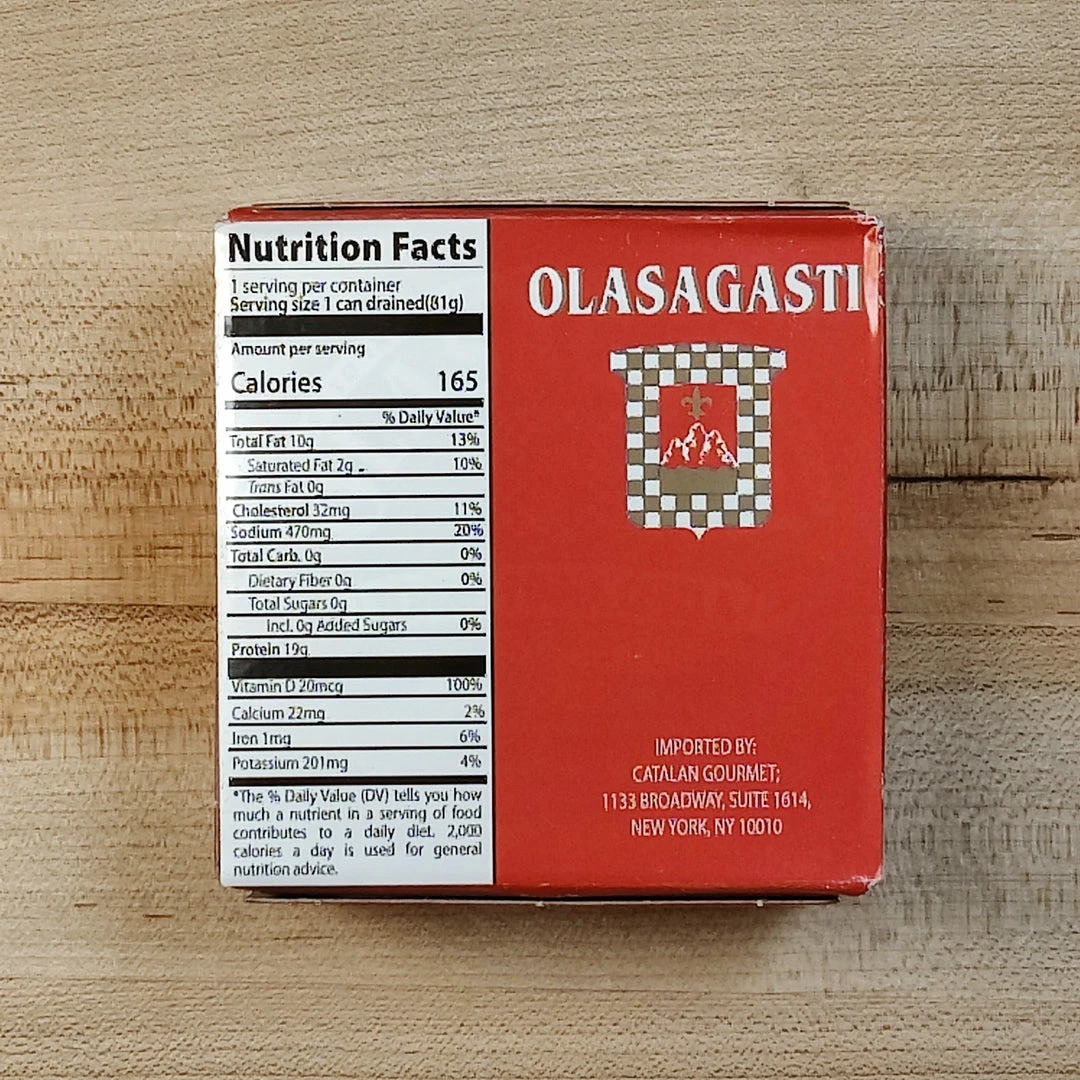 Nutrition Facts
1 serving per container
Serving size 1 can drained(81g)
Amount per serving
Calories 165
% Daily Value*
Total Fat 10g 13%
Saturated Fat 2g 10%
Trans Fat 0g
Cholesterol 32mg 11%
Sodium 470mg 20%
Total Carb. 0g 0%
Dietary Fiber 0g 0%
Total Sugars 0g
Incl. 0g Added Sugars 0%
Protein 19g
Vitamin D 20mcg 100%
Calcium 22mg 2%
Iron 1mg 6%
Potassium 201mg 4%
*The % Daily Value (DV) tells you how
much a nutrient in a serving of food
contributes to a daily diet. 2,000
calories a day is used for general
nutrition advice.
OLASAGASTI
IMPORTED BY:
CATALAN GOURMET;
1133 BROADWAY, SUITE 1614,
NEW YORK, NY 10010